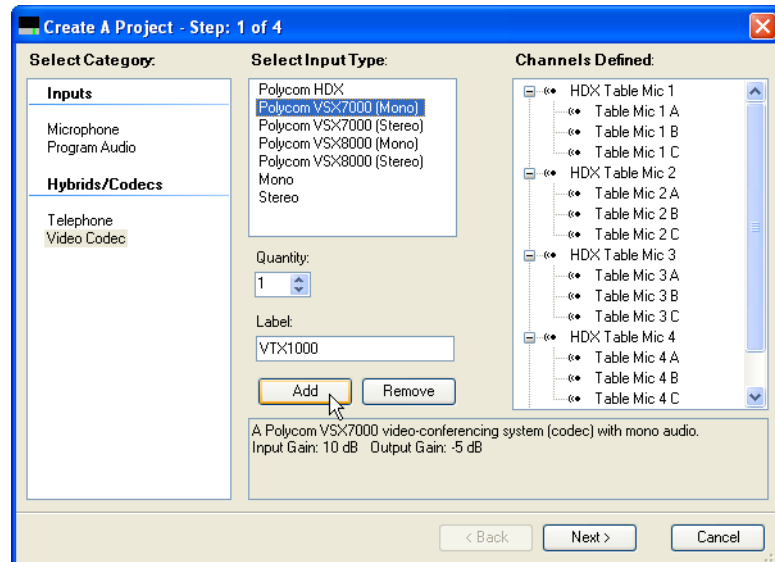 Create A Project - Step: 1 of 4
Select Category:
Inputs
Microphone
Program Audio
Hybrids/Codecs
Telephone
Video Codec
Select Input Type:
Polycom HDX
Polycom VSX7000 (Mono)
Polycom VSX7000 (Stereo)
Polycom VSX8000 (Mono)
Polycom VSX8000 (Stereo)
Mono
Stereo
Quantity:
1
Label:
VTX1000
Add
Remove
Channels Defined:
HDX Table Mic 1
Table Mic 1 A
Table Mic 1 B
Table Mic 1 C
HDX Table Mic 2
Table Mic 2 A
Table Mic 2 B
Table Mic 2 C
HDX Table Mic 3
Table Mic 3 A
Table Mic 3 B
Table Mic 3 C
HDX Table Mic 4
Table Mic 4 A
Table Mic 4 B
Table Mic 4 C
A Polycom VSX7000 video-conferencing system (codec) with mono audio.
Input Gain: 10 dB Output Gain: -5 dB
< Back
Next >
Cancel